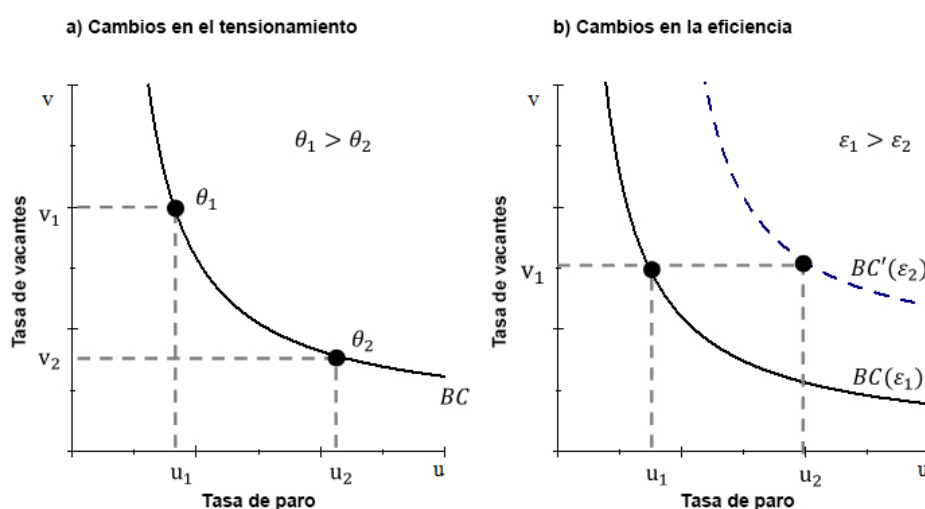 a) Cambios en el tensionamiento
v
θ₁ > θ₂
θ₁
v₁
Tasa de vacantes
θ₂
v₂
BC
u₁
u₂
u
Tasa de paro
b) Cambios en la eficiencia
v
ε₁ > ε₂
Tasa de vacantes
v₁
BC′(ε₂)
BC(ε₁)
u₁
u₂
u
Tasa de paro